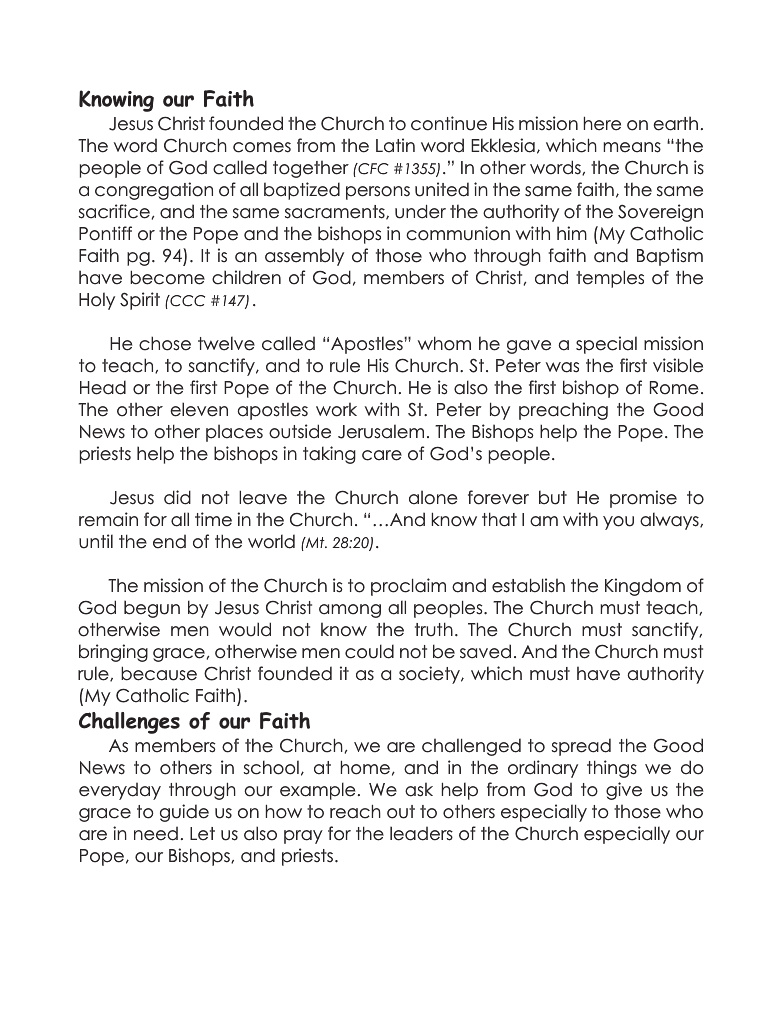 Knowing our Faith
Jesus Christ founded the Church to continue His mission here on earth.
The word Church comes from the Latin word Ekklesia, which means “the
people of God called together (CFC #1355).” In other words, the Church is
a congregation of all baptized persons united in the same faith, the same
sacrifice, and the same sacraments, under the authority of the Sovereign
Pontiff or the Pope and the bishops in communion with him (My Catholic
Faith pg. 94). It is an assembly of those who through faith and Baptism
have become children of God, members of Christ, and temples of the
Holy Spirit (CCC #147).
He chose twelve called “Apostles” whom he gave a special mission
to teach, to sanctify, and to rule His Church. St. Peter was the first visible
Head or the first Pope of the Church. He is also the first bishop of Rome.
The other eleven apostles work with St. Peter by preaching the Good
News to other places outside Jerusalem. The Bishops help the Pope. The
priests help the bishops in taking care of God’s people.
Jesus did not leave the Church alone forever but He promise to
remain for all time in the Church. “…And know that I am with you always,
until the end of the world (Mt. 28:20).
The mission of the Church is to proclaim and establish the Kingdom of
God begun by Jesus Christ among all peoples. The Church must teach,
otherwise men would not know the truth. The Church must sanctify,
bringing grace, otherwise men could not be saved. And the Church must
rule, because Christ founded it as a society, which must have authority
(My Catholic Faith).
Challenges of our Faith
As members of the Church, we are challenged to spread the Good
News to others in school, at home, and in the ordinary things we do
everyday through our example. We ask help from God to give us the
grace to guide us on how to reach out to others especially to those who
are in need. Let us also pray for the leaders of the Church especially our
Pope, our Bishops, and priests.